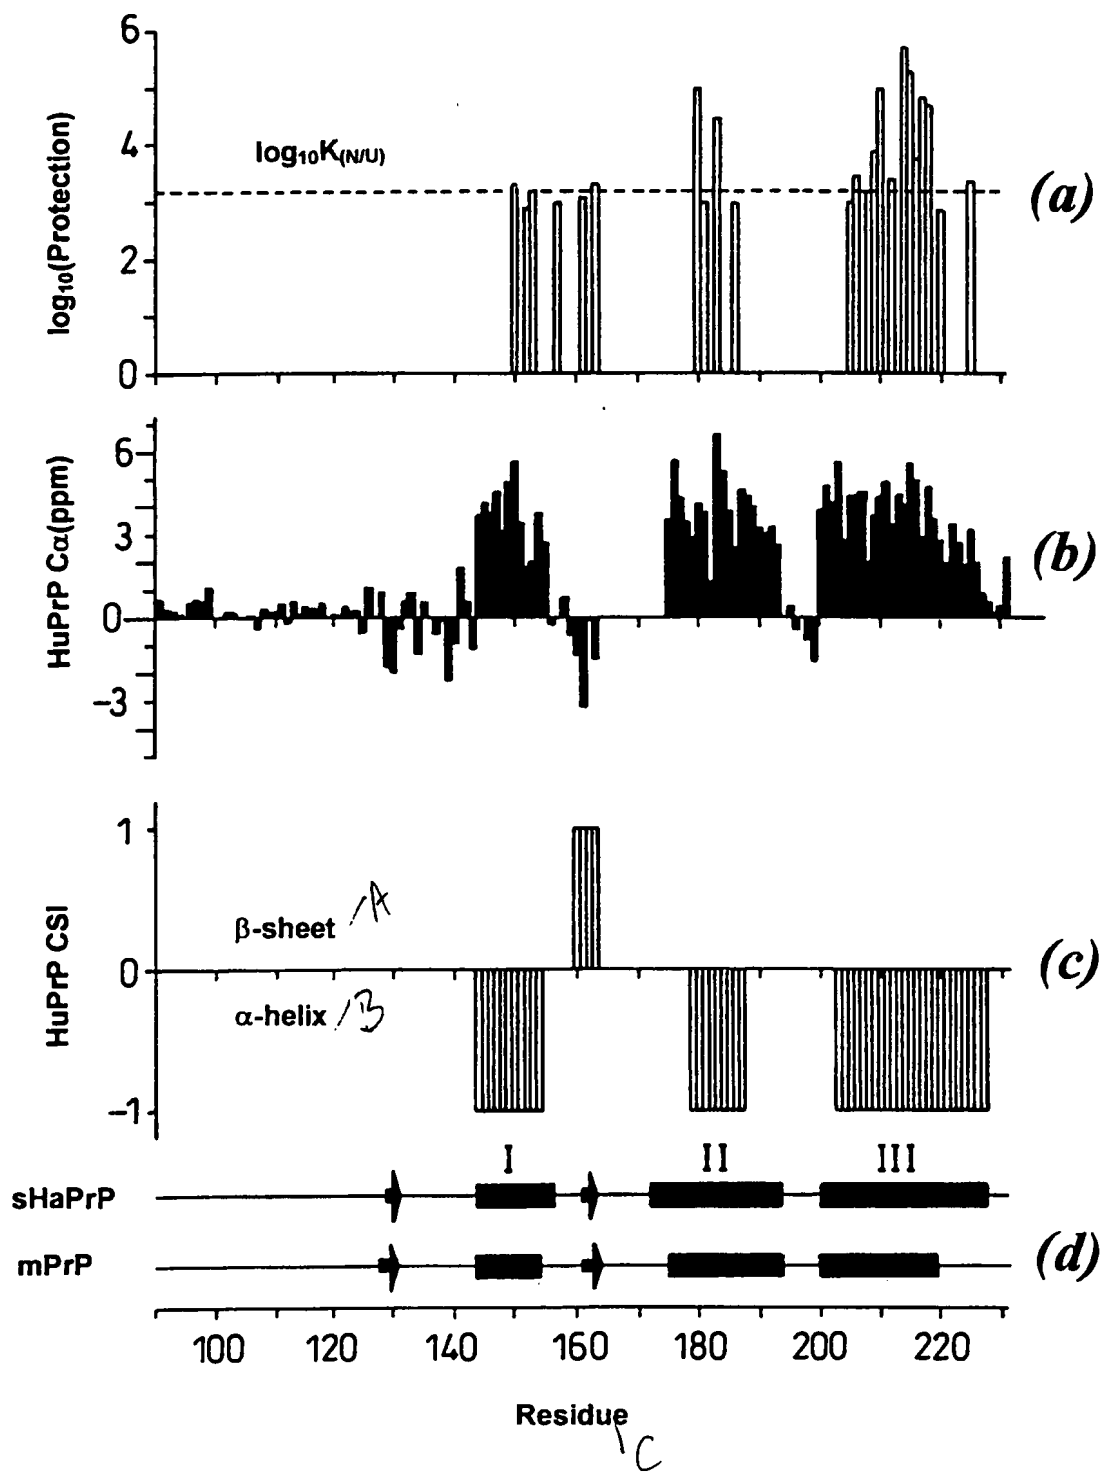 6
4
2
0
log₁₀(Protection)
log₁₀K(N/U)
(a)
6
3
0
−3
HuPrP Cα(ppm)
(b)
1
0
−1
HuPrP CSI
β-sheet A
α-helix B
(c)
I II III
sHaPrP
mPrP
(d)
100 120 140 160 180 200 220
Residue
C